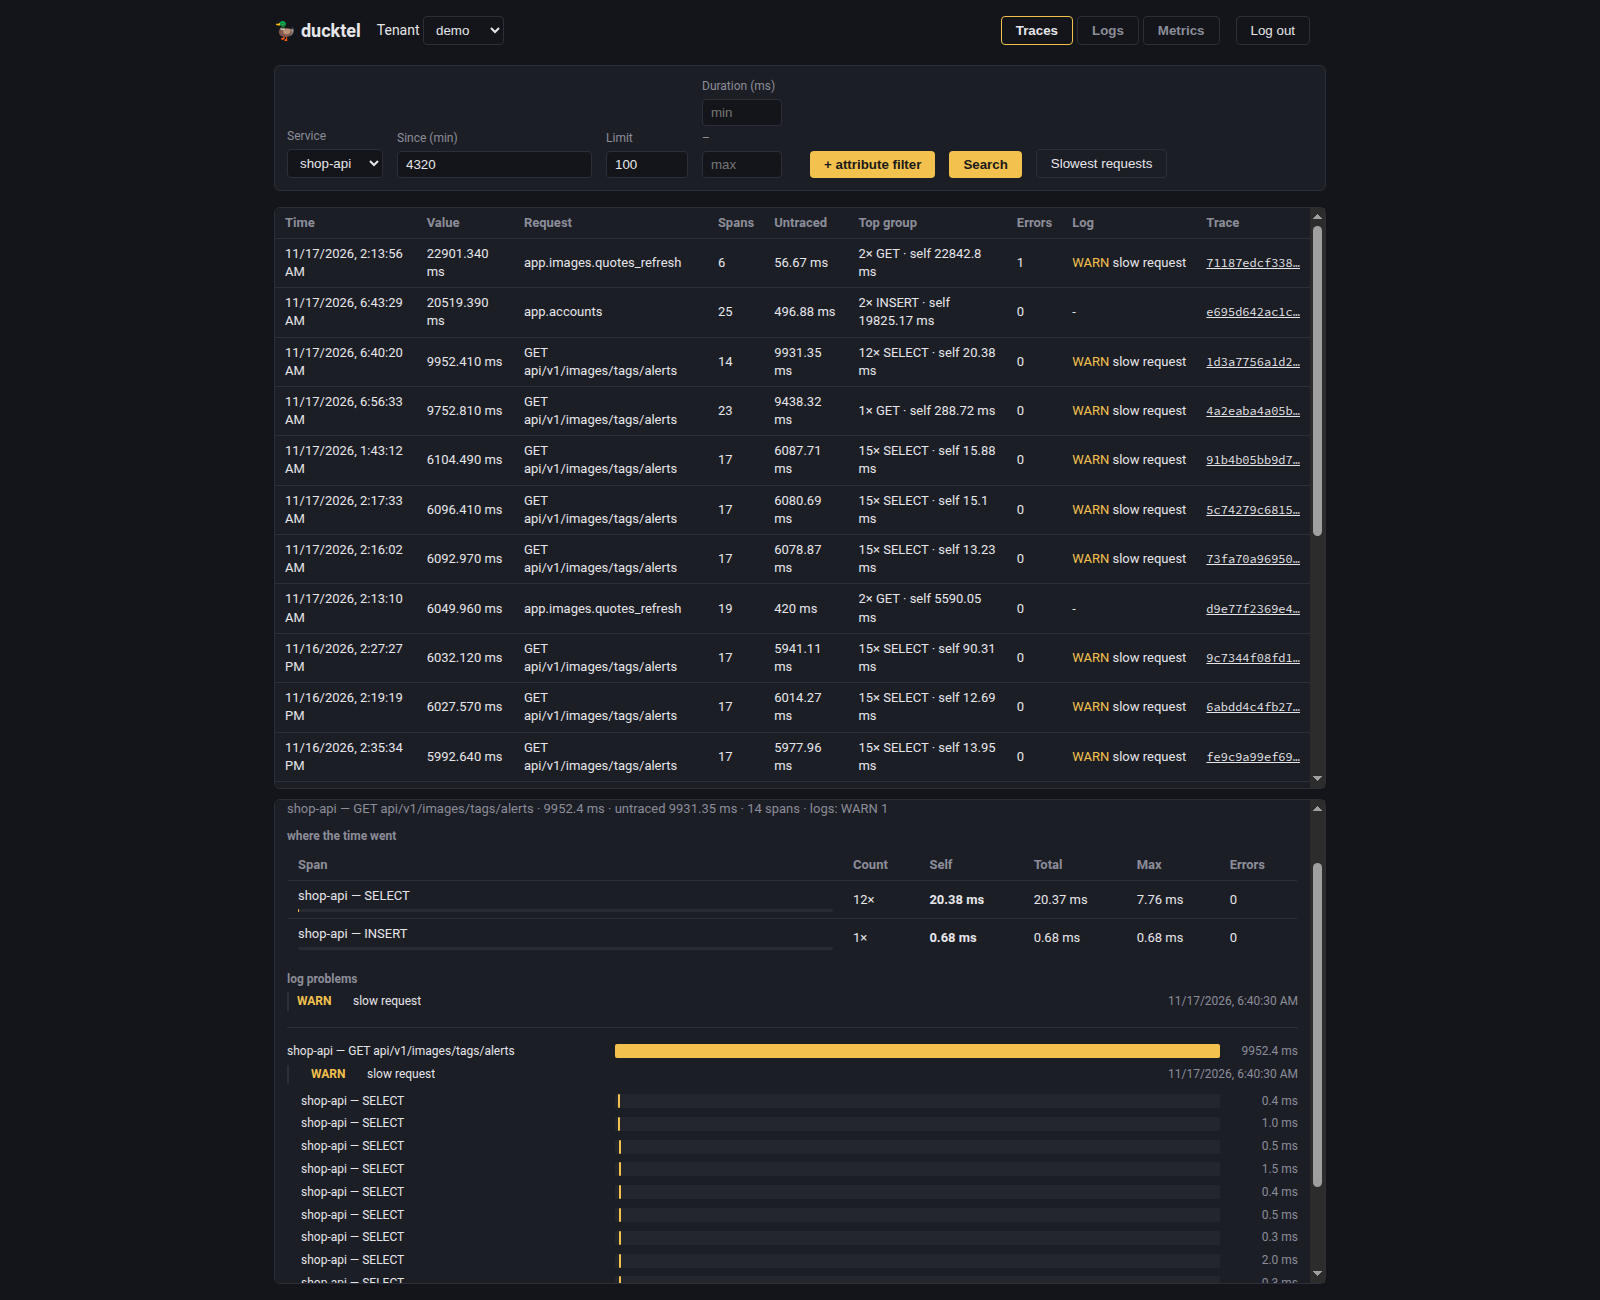 ducktel Tenant demo Traces Logs Metrics Log out
Duration (ms)
min
Service Since (min) Limit –
shop-api 4320 100 max + attribute filter Search Slowest requests
Time Value Request Spans Untraced Top group Errors Log Trace
11/17/2026, 2:13:56 22901.340 2× GET · self 22842.8
AM ms app.images.quotes_refresh 6 56.67 ms ms 1 WARN slow request 71187edcf338…
11/17/2026, 6:43:29 20519.390 2× INSERT · self
AM ms app.accounts 25 496.88 ms 19825.17 ms 0 - e695d642ac1c…
11/17/2026, 6:40:20 GET 9931.35 12× SELECT · self 20.38
AM 9952.410 ms api/v1/images/tags/alerts 14 ms ms 0 WARN slow request 1d3a7756a1d2…
11/17/2026, 6:56:33 GET 9438.32
AM 9752.810 ms api/v1/images/tags/alerts 23 ms 1× GET · self 288.72 ms 0 WARN slow request 4a2eaba4a05b…
11/17/2026, 1:43:12 GET 6087.71 15× SELECT · self 15.88
AM 6104.490 ms api/v1/images/tags/alerts 17 ms ms 0 WARN slow request 91b4b05bb9d7…
11/17/2026, 2:17:33 GET 6080.69 15× SELECT · self 15.1
AM 6096.410 ms api/v1/images/tags/alerts 17 ms ms 0 WARN slow request 5c74279c6815…
11/17/2026, 2:16:02 GET 6078.87 15× SELECT · self 13.23
AM 6092.970 ms api/v1/images/tags/alerts 17 ms ms 0 WARN slow request 73fa70a96950…
11/17/2026, 2:13:10 2× GET · self 5590.05
AM 6049.960 ms app.images.quotes_refresh 19 420 ms ms 0 - d9e77f2369e4…
11/16/2026, 2:27:27 GET 5941.11 15× SELECT · self 90.31
PM 6032.120 ms api/v1/images/tags/alerts 17 ms ms 0 WARN slow request 9c7344f08fd1…
11/16/2026, 2:19:19 GET 6014.27 15× SELECT · self 12.69
PM 6027.570 ms api/v1/images/tags/alerts 17 ms ms 0 WARN slow request 6abdd4c4fb27…
11/16/2026, 2:35:34 GET 5977.96 15× SELECT · self 13.95
PM 5992.640 ms api/v1/images/tags/alerts 17 ms ms 0 WARN slow request fe9c9a99ef69…
shop-api — GET api/v1/images/tags/alerts · 9952.4 ms · untraced 9931.35 ms · 14 spans · logs: WARN 1
where the time went
Span Count Self Total Max Errors
shop-api — SELECT 12× 20.38 ms 20.37 ms 7.76 ms 0
shop-api — INSERT 1× 0.68 ms 0.68 ms 0.68 ms 0
log problems
WARN slow request 11/17/2026, 6:40:30 AM
shop-api — GET api/v1/images/tags/alerts 9952.4 ms
WARN slow request 11/17/2026, 6:40:30 AM
shop-api — SELECT 0.4 ms
shop-api — SELECT 1.0 ms
shop-api — SELECT 0.5 ms
shop-api — SELECT 1.5 ms
shop-api — SELECT 0.4 ms
shop-api — SELECT 0.5 ms
shop-api — SELECT 0.3 ms
shop-api — SELECT 2.0 ms
shop-api — SELECT 0.3 ms